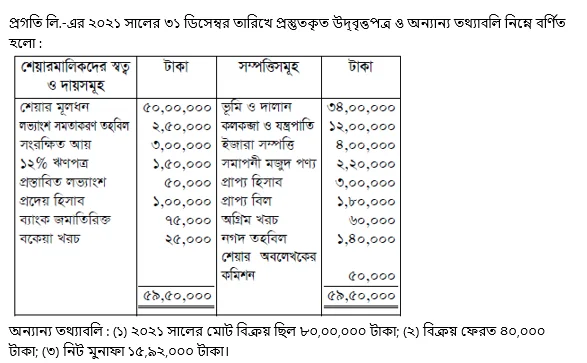 প্রগতি লি.-এর ২০২১ সালের ৩১ ডিসেম্বর তারিখে প্রস্তুতকৃত উদ্বৃত্তপত্র ও অন্যান্য তথ্যাবলি নিম্নে বর্ণিত
হলো :
শেয়ারমালিকদের স্বত্ব ও দায়সমূহ টাকা সম্পত্তিসমূহ টাকা
শেয়ার মূলধন ৫০,০০,০০০ ভূমি ও দালান ৩৪,০০,০০০
লভ্যাংশ সমতাকরণ তহবিল ২,৫০,০০০ কলকজা ও যন্ত্রপাতি ১২,০০,০০০
সংরক্ষিত আয় ৩,০০,০০০ ইজারা সম্পত্তি ৪,০০,০০০
১২% ঋণপত্র ১,৫০,০০০ সমাপনী মজুদ পণ্য ২,২০,০০০
প্রস্তাবিত লভ্যাংশ ৫০,০০০ প্রাপ্য হিসাব ৩,০০,০০০
প্রদেয় হিসাব ১,০০,০০০ প্রাপ্য বিল ১,৮০,০০০
ব্যাংক জমাতিরিক্ত ৭৫,০০০ অগ্রিম খরচ ৬০,০০০
বকেয়া খরচ ২৫,০০০ নগদ তহবিল ১,৪০,০০০
শেয়ার অবলেখকের
কমিশন ৫০,০০০
৫৯,৫০,০০০ ৫৯,৫০,০০০
অন্যান্য তথ্যাবলি : (১) ২০২১ সালের মোট বিক্রয় ছিল ৮০,০০,০০০ টাকা; (২) বিক্রয় ফেরত ৪০,০০০
টাকা; (৩) নিট মুনাফা ১৫,৯২,০০০ টাকা।